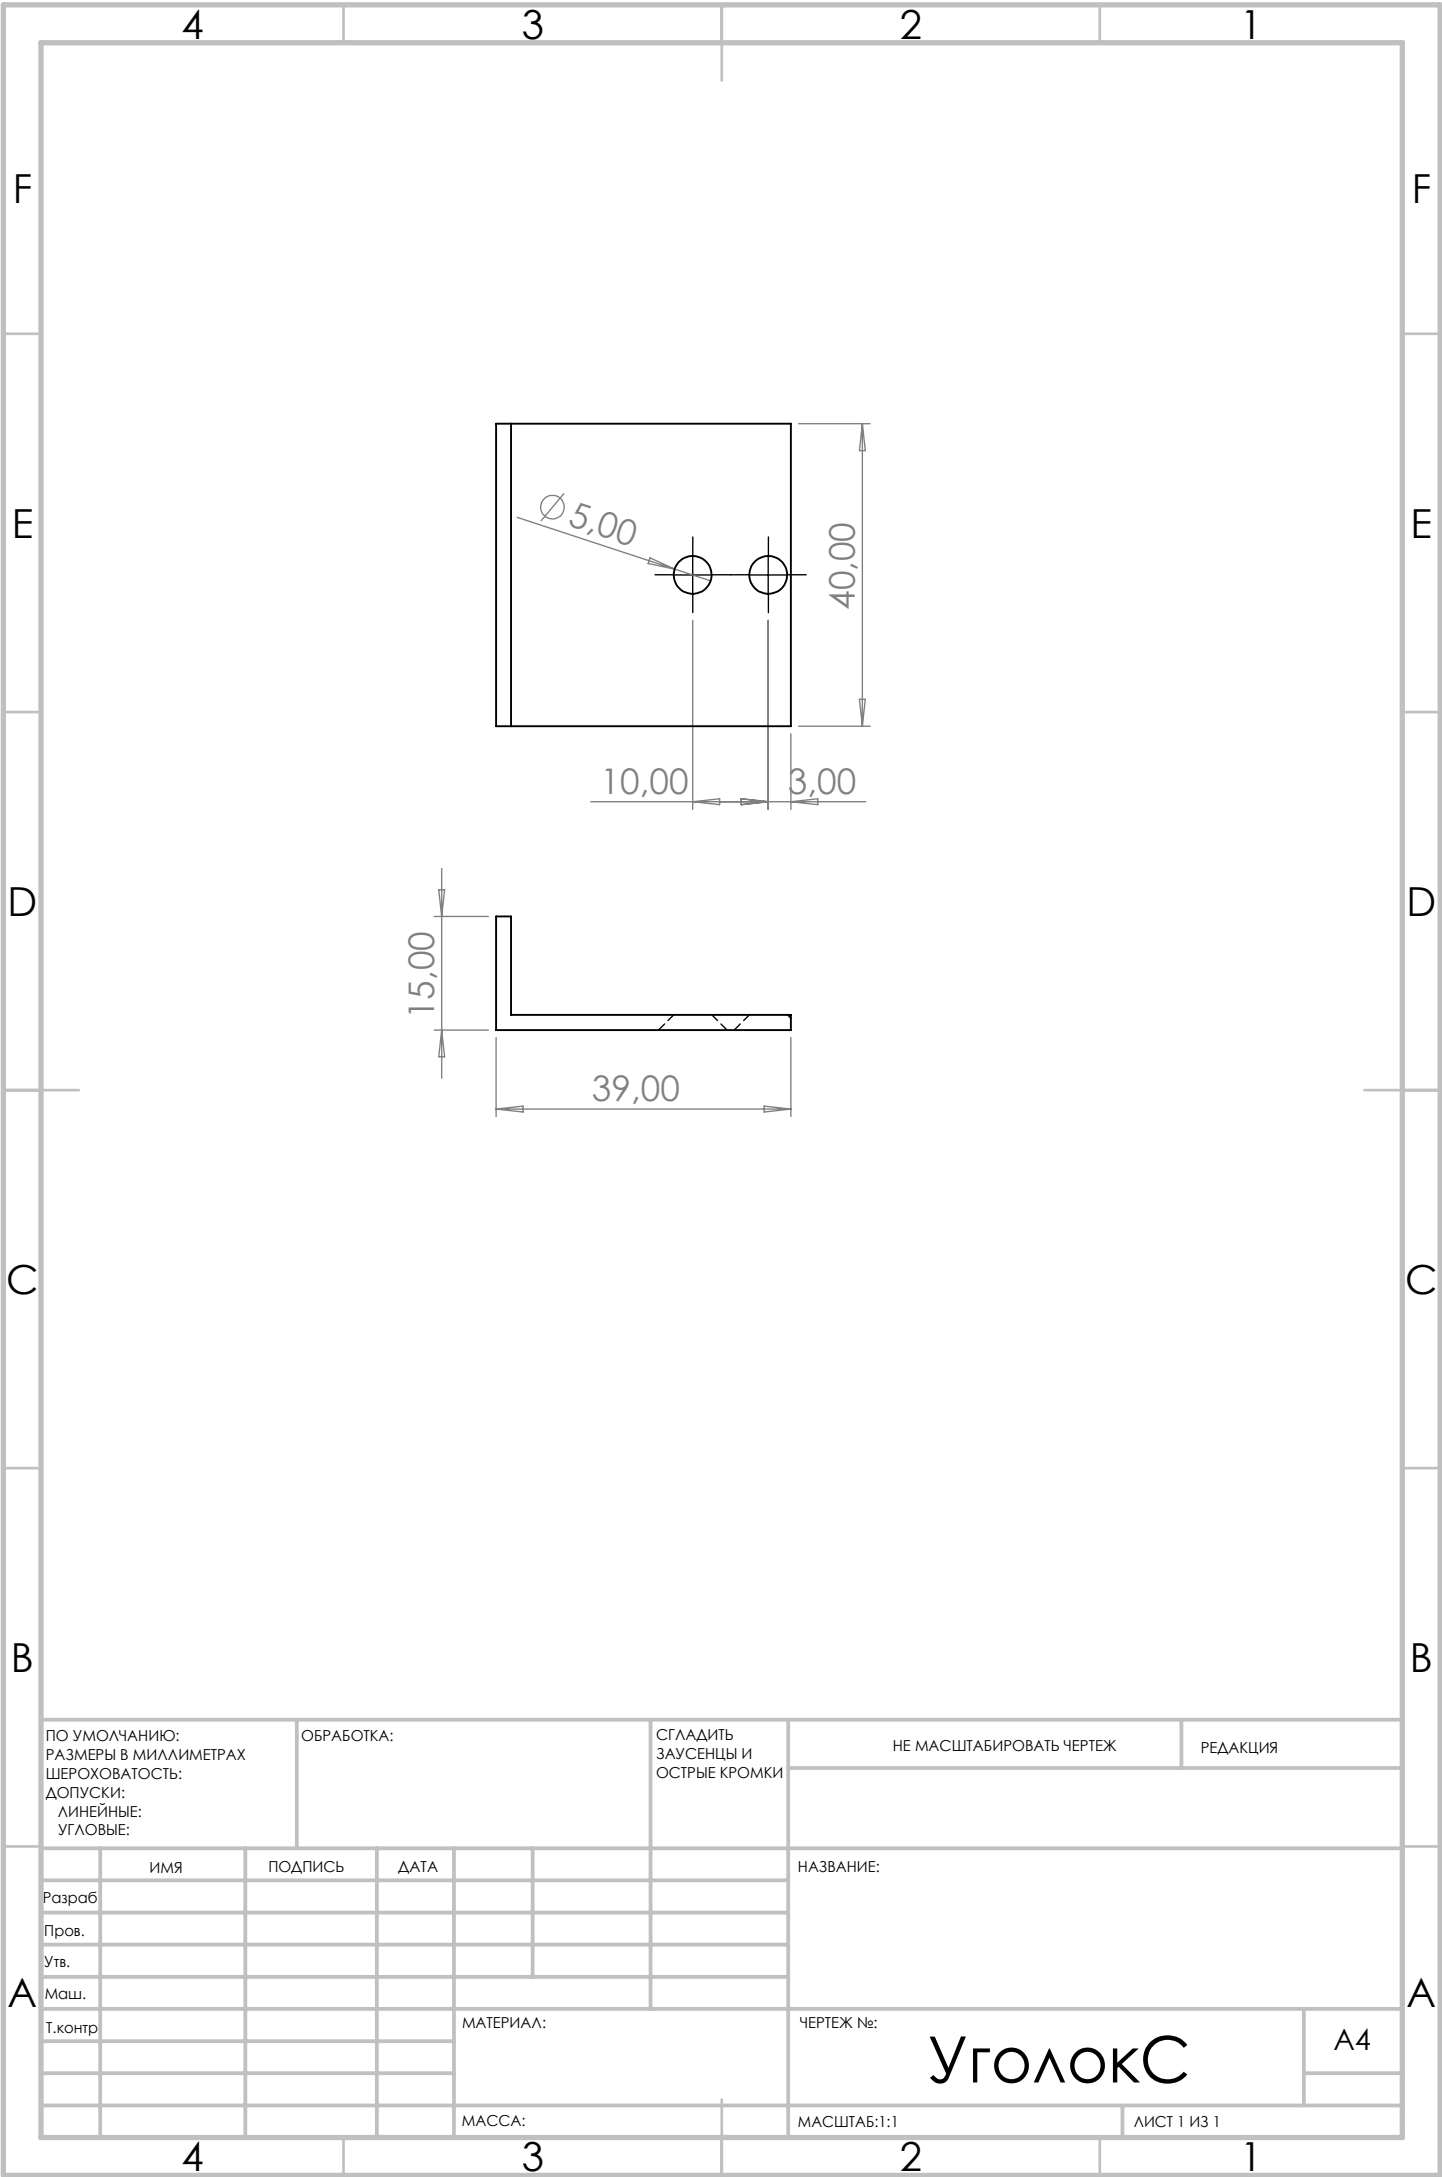 4 3 2 1
F F
∅5,00
E E
40,00
10,00 3,00
D D
15,00
39,00
C C
B B
ПО УМОЛЧАНИЮ:
РАЗМЕРЫ В МИЛЛИМЕТРАХ
ШЕРОХОВАТОСТЬ:
ДОПУСКИ:
ЛИНЕЙНЫЕ:
УГЛОВЫЕ:
ОБРАБОТКА:
СГЛАДИТЬ
ЗАУСЕНЦЫ И
ОСТРЫЕ КРОМКИ
НЕ МАСШТАБИРОВАТЬ ЧЕРТЕЖ
РЕДАКЦИЯ
ИМЯ ПОДПИСЬ ДАТА
НАЗВАНИЕ:
Разраб
Пров.
Утв.
A A
Маш.
Т.контр
МАТЕРИАЛ:
ЧЕРТЕЖ №:
УголокС
A4
МАССА:
МАСШТАБ:1:1
ЛИСТ 1 ИЗ 1
4 3 2 1